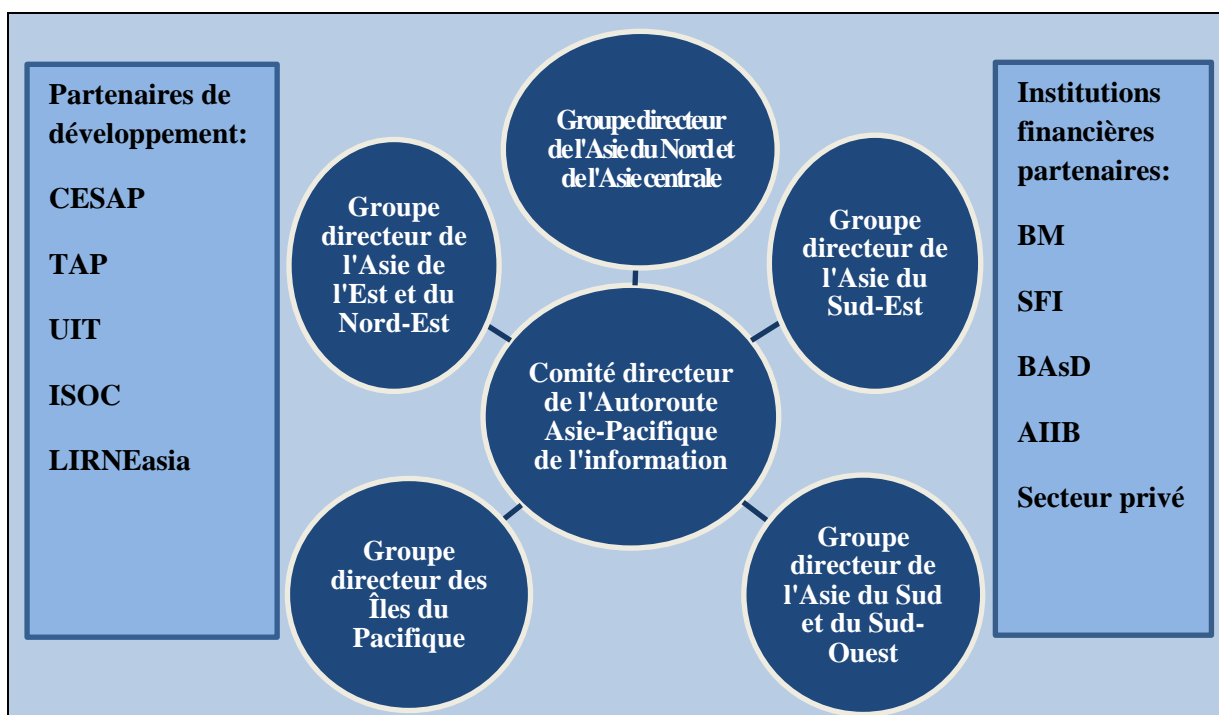 Partenaires de
développement:
CESAP
TAP
UIT
ISOC
LIRNEasia
Groupe directeur
de l'Asie du Nord et
de l'Asie centrale
Groupe
directeur de
l'Asie de
l'Est et du
Nord-Est
Groupe
directeur de
l'Asie du
Sud-Est
Comité directeur
de l'Autoroute
Asie-Pacifique
de l'information
Groupe
directeur des
Îles du
Pacifique
Groupe
directeur de
l'Asie du Sud
et du Sud-
Ouest
Institutions
financières
partenaires:
BM
SFI
BAsD
AIIB
Secteur privé